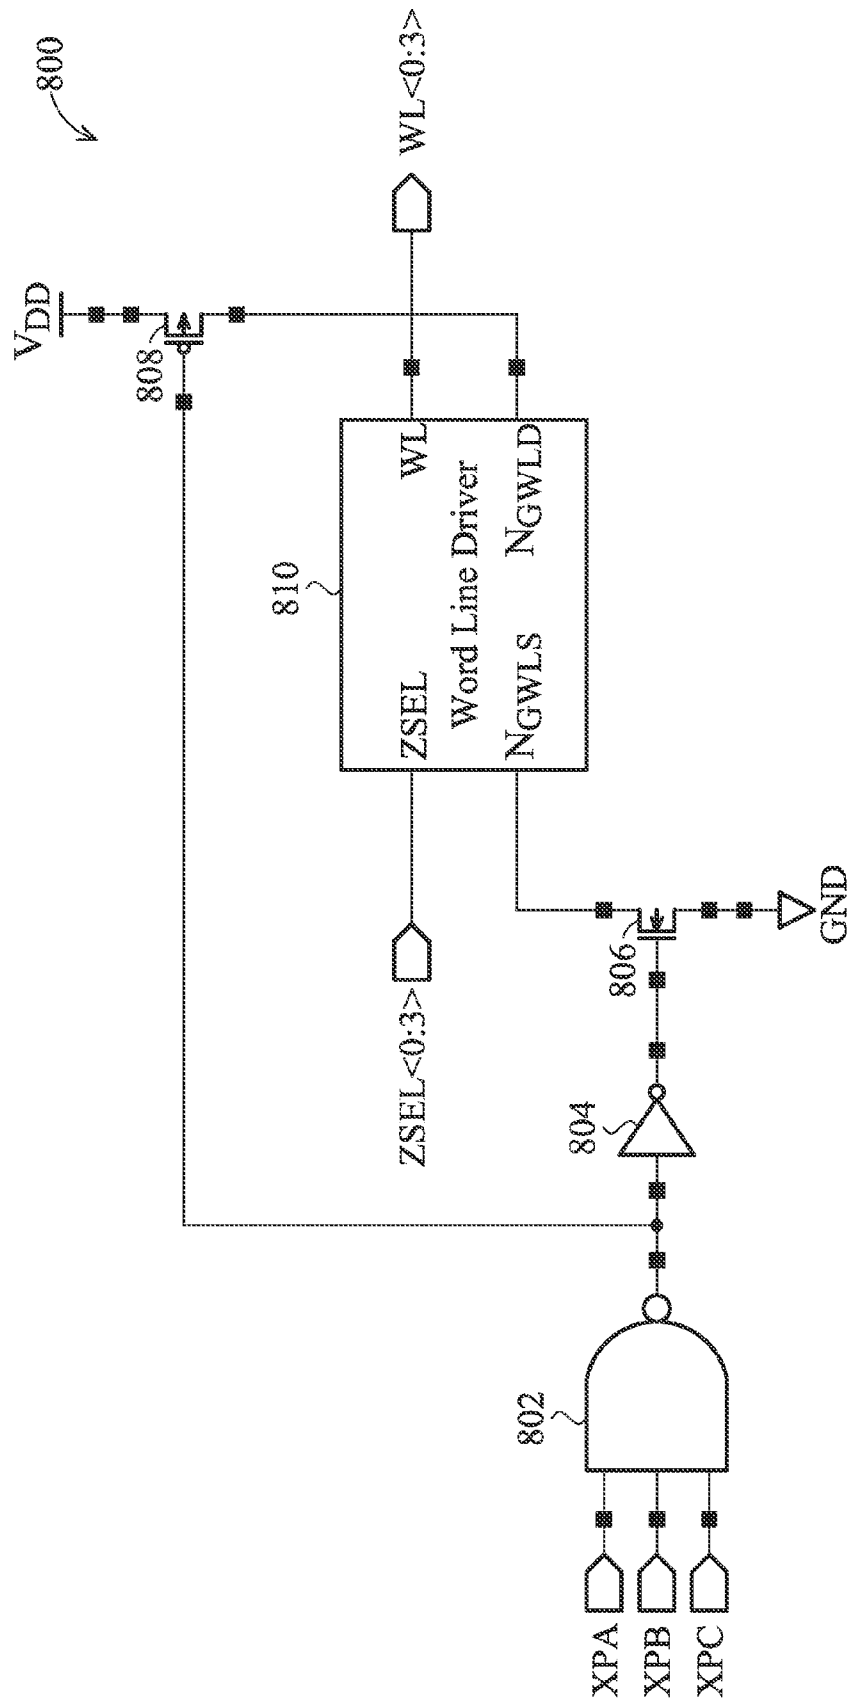 800
VDD
808
WL<0:3>
810
ZSEL
WL
Word Line Driver
NGWLS
NGWLD
ZSEL<0:3>
806
GND
804
802
XPA
XPB
XPC